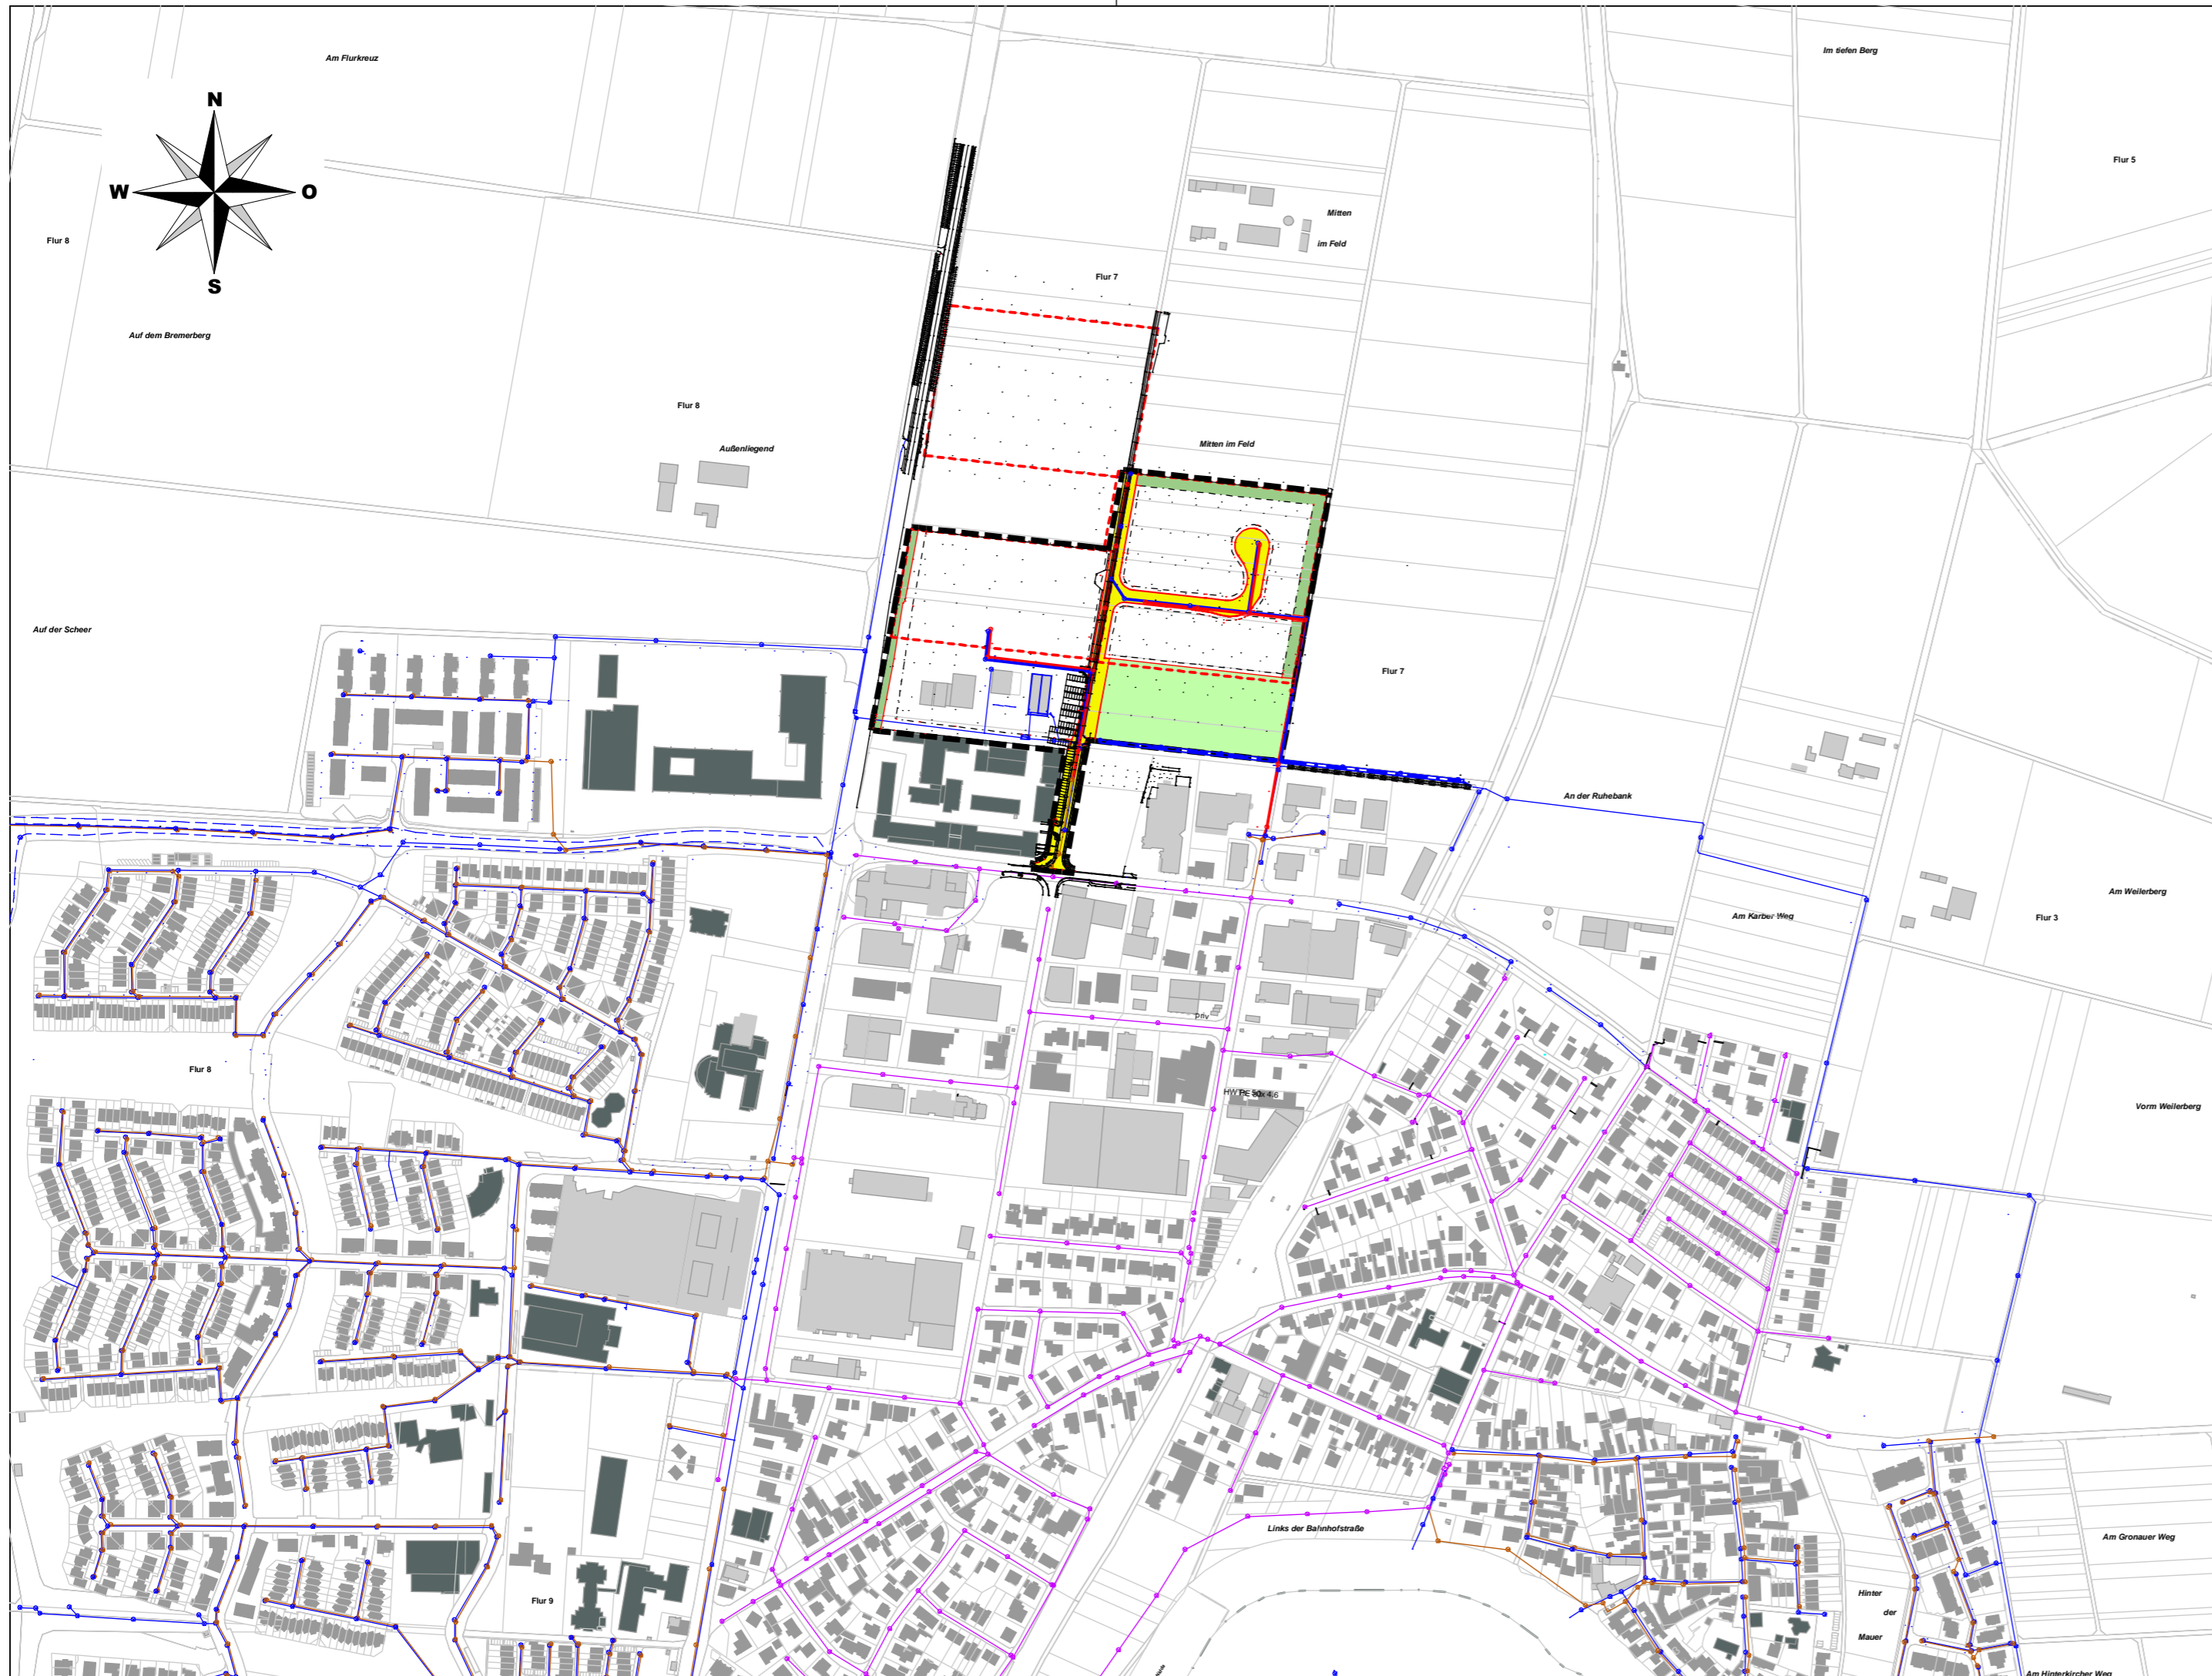 Am Flurkreuz
Im tiefen Berg
N
W
O
S
Flur 5
Mitten
im Feld
Flur 8
Flur 7
Auf dem Bremerberg
Flur 8
Mitten im Feld
Außenliegend
Auf der Scheer
Flur 7
An der Ruhebank
Am Weilerberg
Am Karber Weg
Flur 3
Priv
Flur 8
Vorm Weilerberg
Links der Bahnhofstraße
Am Gronauer Weg
Hinter
der
Mauer
Flur 9
Am Hinterkircher Weg